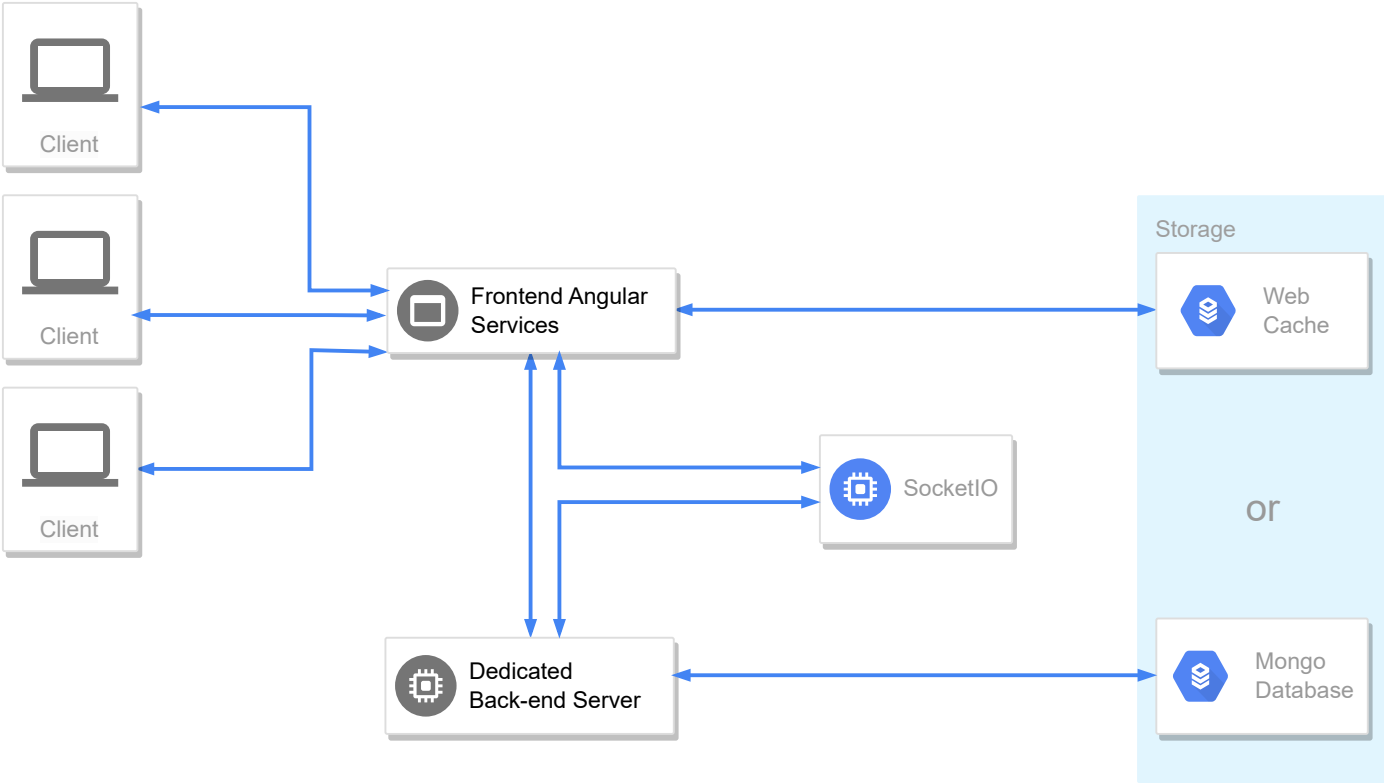 Client
Client
Client
Frontend Angular
Services
Storage
Web
Cache
SocketIO
or
Dedicated
Back-end Server
Mongo
Database